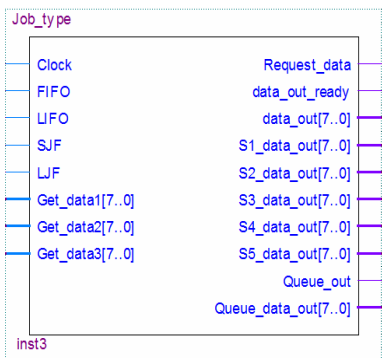 Job_type
Clock Request_data
FIFO data_out_ready
LIFO data_out[7..0]
SJF S1_data_out[7..0]
LJF S2_data_out[7..0]
Get_data1[7..0] S3_data_out[7..0]
Get_data2[7..0] S4_data_out[7..0]
Get_data3[7..0] S5_data_out[7..0]
Queue_out
Queue_data_out[7..0]
inst3